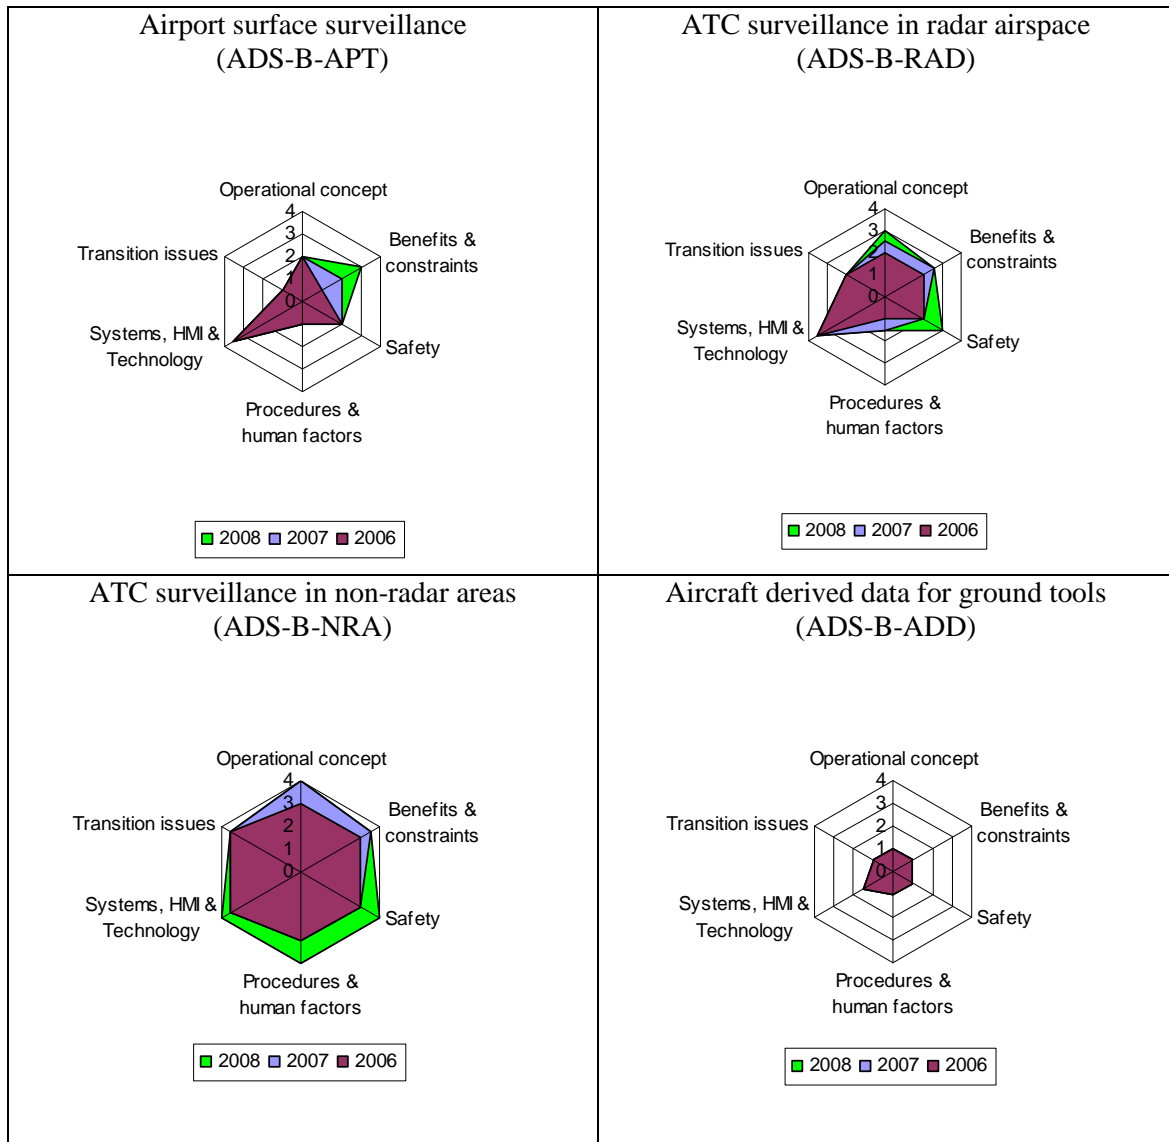 Airport surface surveillance
(ADS-B-APT)
Operational concept
4
3
2
1
0
Benefits &
constraints
Safety
Procedures &
human factors
Systems, HMI &
Technology
Transition issues
2008 2007 2006
ATC surveillance in radar airspace
(ADS-B-RAD)
Operational concept
4
3
2
1
0
Benefits &
constraints
Safety
Procedures &
human factors
Systems, HMI &
Technology
Transition issues
2008 2007 2006
ATC surveillance in non-radar areas
(ADS-B-NRA)
Operational concept
4
3
2
1
0
Benefits &
constraints
Safety
Procedures &
human factors
Systems, HMI &
Technology
Transition issues
2008 2007 2006
Aircraft derived data for ground tools
(ADS-B-ADD)
Operational concept
4
3
2
1
0
Benefits &
constraints
Safety
Procedures &
human factors
Systems, HMI &
Technology
Transition issues
2008 2007 2006